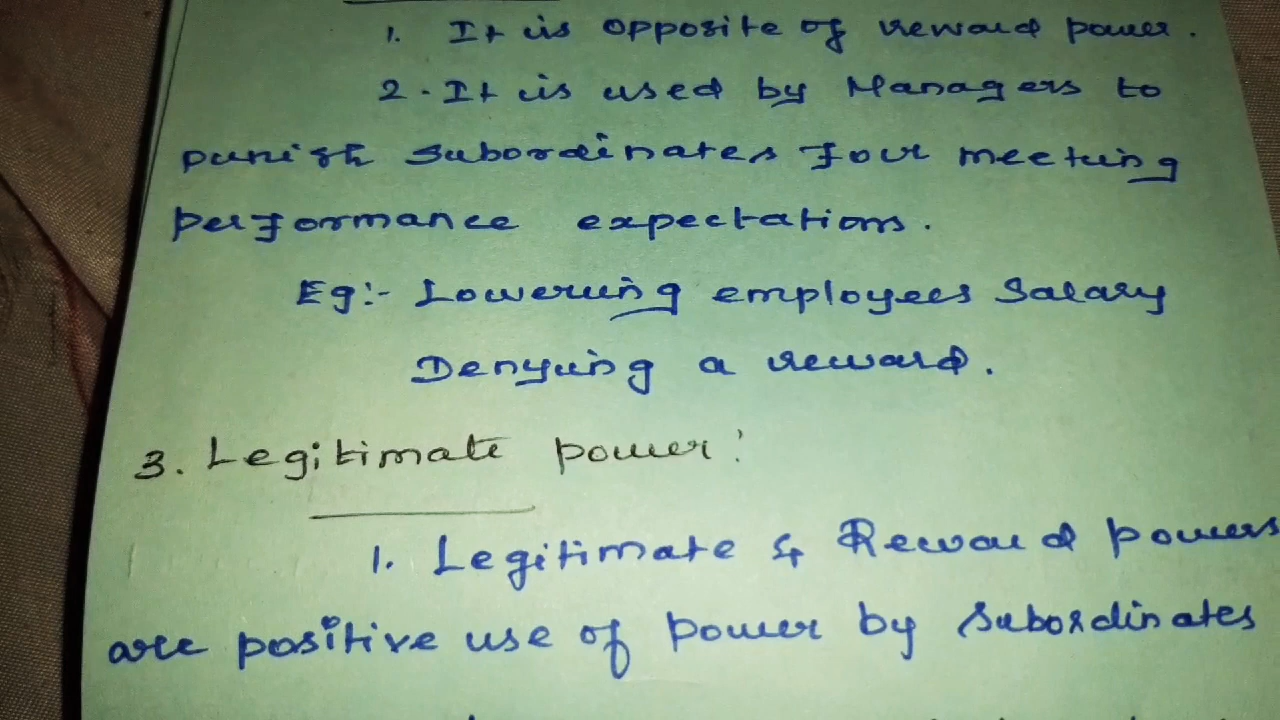 1. It is opposite of reward power.
2. It is used by Managers to
punish subordinates for meeting
performance expectations.
Eg:- Lowering employees Salary
Denying a reward.
3. Legitimate power:
1. Legitimate & Reward powers
are positive use of power by subordinates